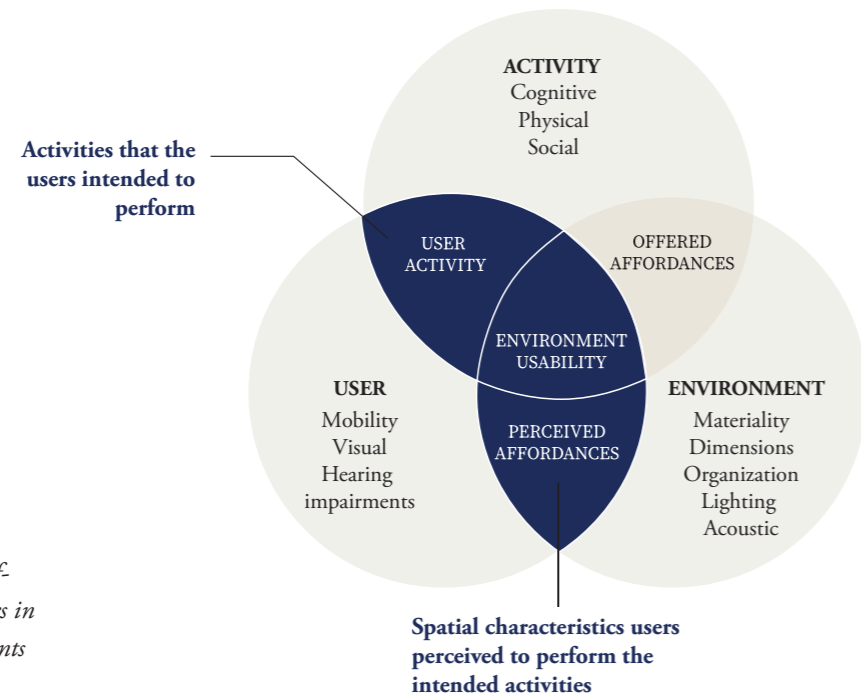 ACTIVITY
Cognitive
Physical
Social
Activities that the
users intended to
perform
USER
ACTIVITY
OFFERED
AFFORDANCES
ENVIRONMENT
USABILITY
USER
Mobility
Visual
Hearing
impairments
ENVIRONMENT
Materiality
Dimensions
Organization
Lighting
Acoustic
PERCEIVED
AFFORDANCES
in
Spatial characteristics users
perceived to perform the
intended activities